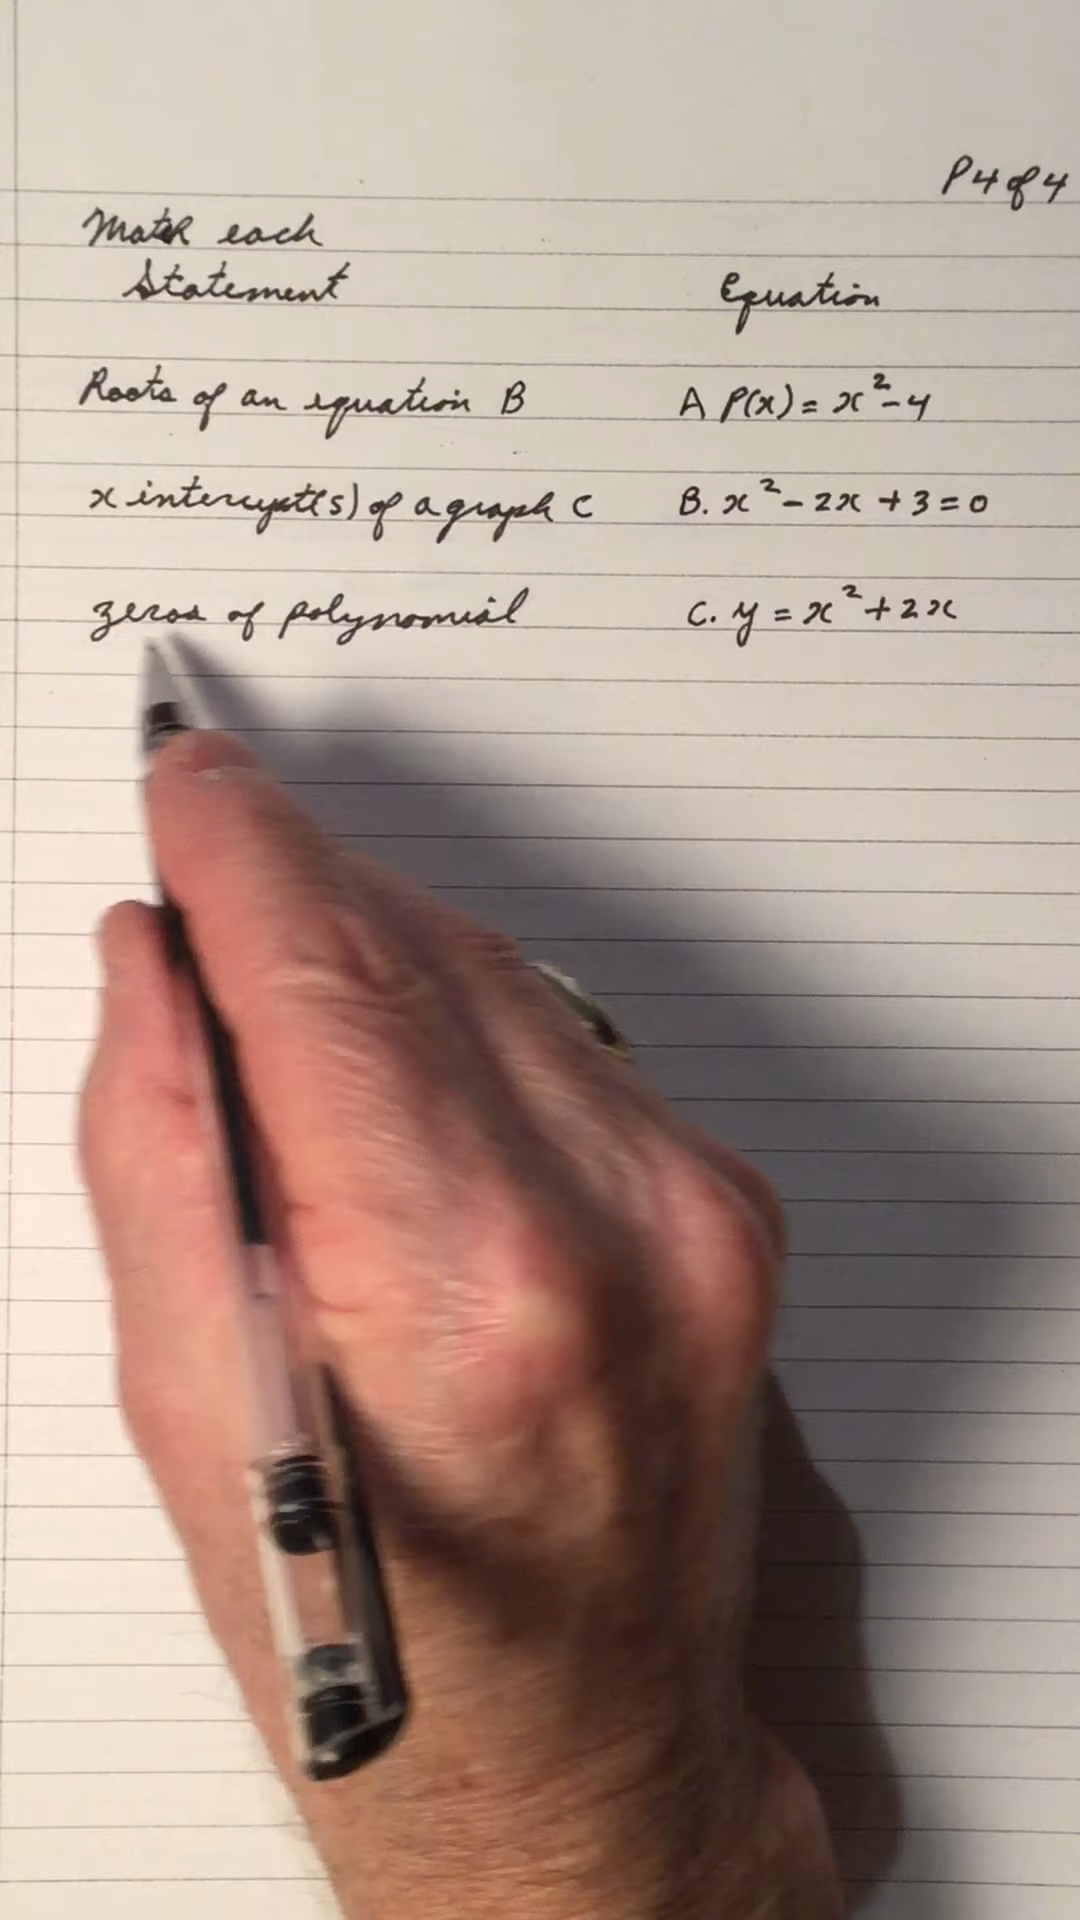 P4 of 4
Match each
Statement Equation
Roots of an equation B A P(x) = x² - 4
x intercept(s) of a graph C B. x² - 2x + 3 = 0
zeros of polynomial C. y = x² + 2x